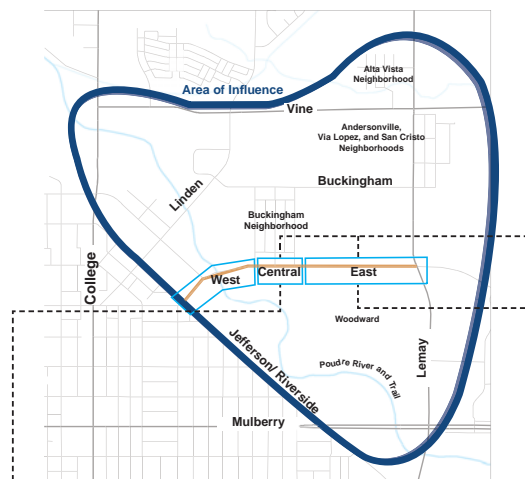 Alta Vista
Neighborhood
Area of Influence
Vine
Andersonville,
Via Lopez, and San Cristo
Neighborhoods
Buckingham
Linden
Buckingham
Neighborhood
College
West
Central
East
Woodward
Jefferson/ Riverside
Poudre River and Trail
Lemay
Mulberry